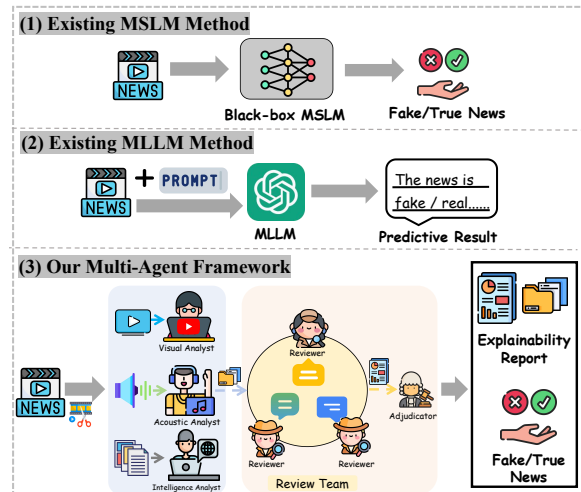 (1) Existing MSLM Method
NEWS
Black-box MSLM
Fake/True News
(2) Existing MLLM Method
NEWS
+ PROMPT
MLLM
The news is
fake / real......
Predictive Result
(3) Our Multi-Agent Framework
NEWS
Visual Analyst
Acoustic Analyst
Intelligence Analyst
Reviewer
Reviewer
Reviewer
Review Team
Adjudicator
Explainability
Report
Fake/True
News